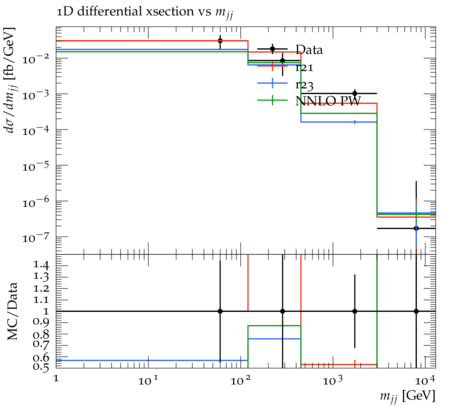 1D differential xsection vs m_jj
dσ/dm_jj [fb/GeV]
10^−2
10^−3
10^−4
10^−5
10^−6
10^−7
Data
r21
r23
NNLO PW
MC/Data
1.4
1.3
1.2
1.1
1
0.9
0.8
0.7
0.6
0.5
1 10^1 10^2 10^3 10^4
m_jj [GeV]